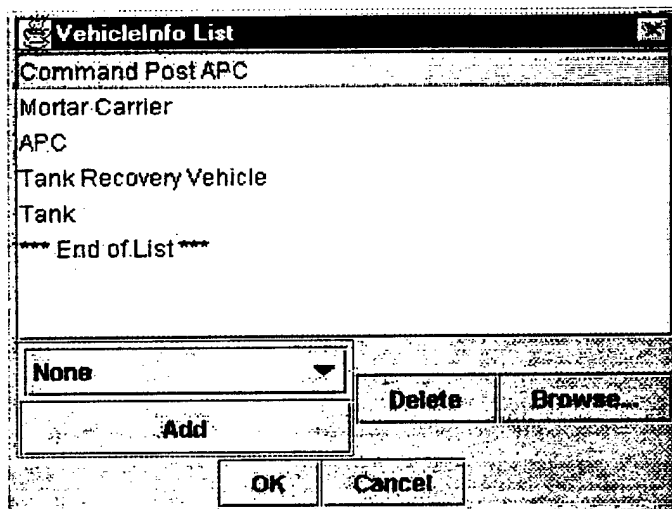 VehicleInfo List
Command Post APC
Mortar Carrier
APC
Tank Recovery Vehicle
Tank
*** End of List ***
None
Delete Browse...
Add
OK Cancel